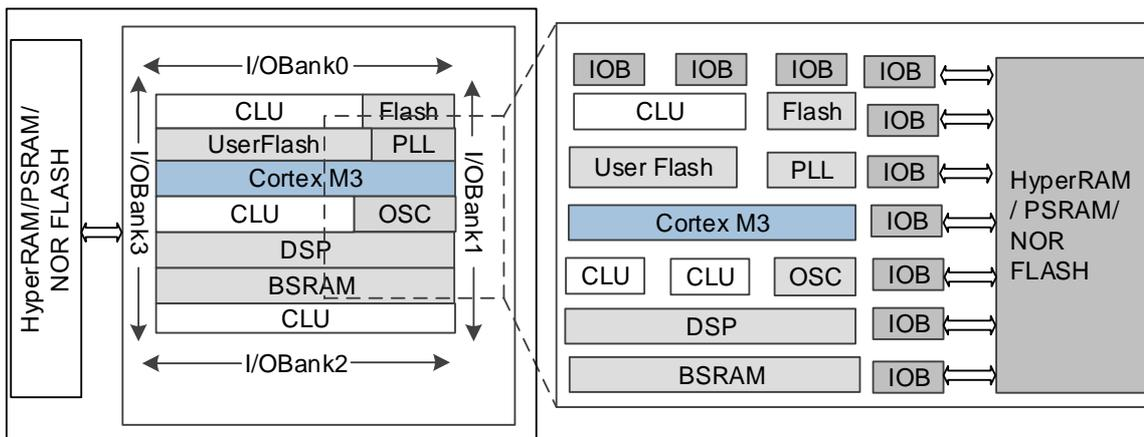 HyperRAM/PSRAM/
NOR FLASH
I/OBank0
I/OBank3
CLU
Flash
UserFlash
PLL
Cortex M3
CLU
OSC
DSP
BSRAM
CLU
I/OBank1
I/OBank2
IOB
IOB
IOB
IOB
CLU
Flash
IOB
User Flash
PLL
IOB
Cortex M3
IOB
CLU
CLU
OSC
IOB
DSP
IOB
BSRAM
IOB
HyperRAM
/ PSRAM/
NOR
FLASH